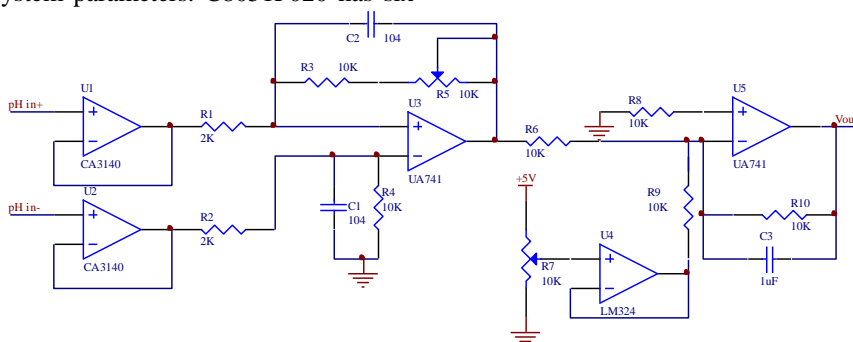 ystem parameters. C8051F020 has six
C2
104
R3
10K
R5
10K
U1
pH in+
CA3140
R1
2K
U3
UA741
U2
pH in-
CA3140
R2
2K
C1
104
R4
10K
R6
10K
+5V
R7
10K
U4
LM324
R8
10K
U5
UA741
Vou
R9
10K
R10
10K
C3
1uF